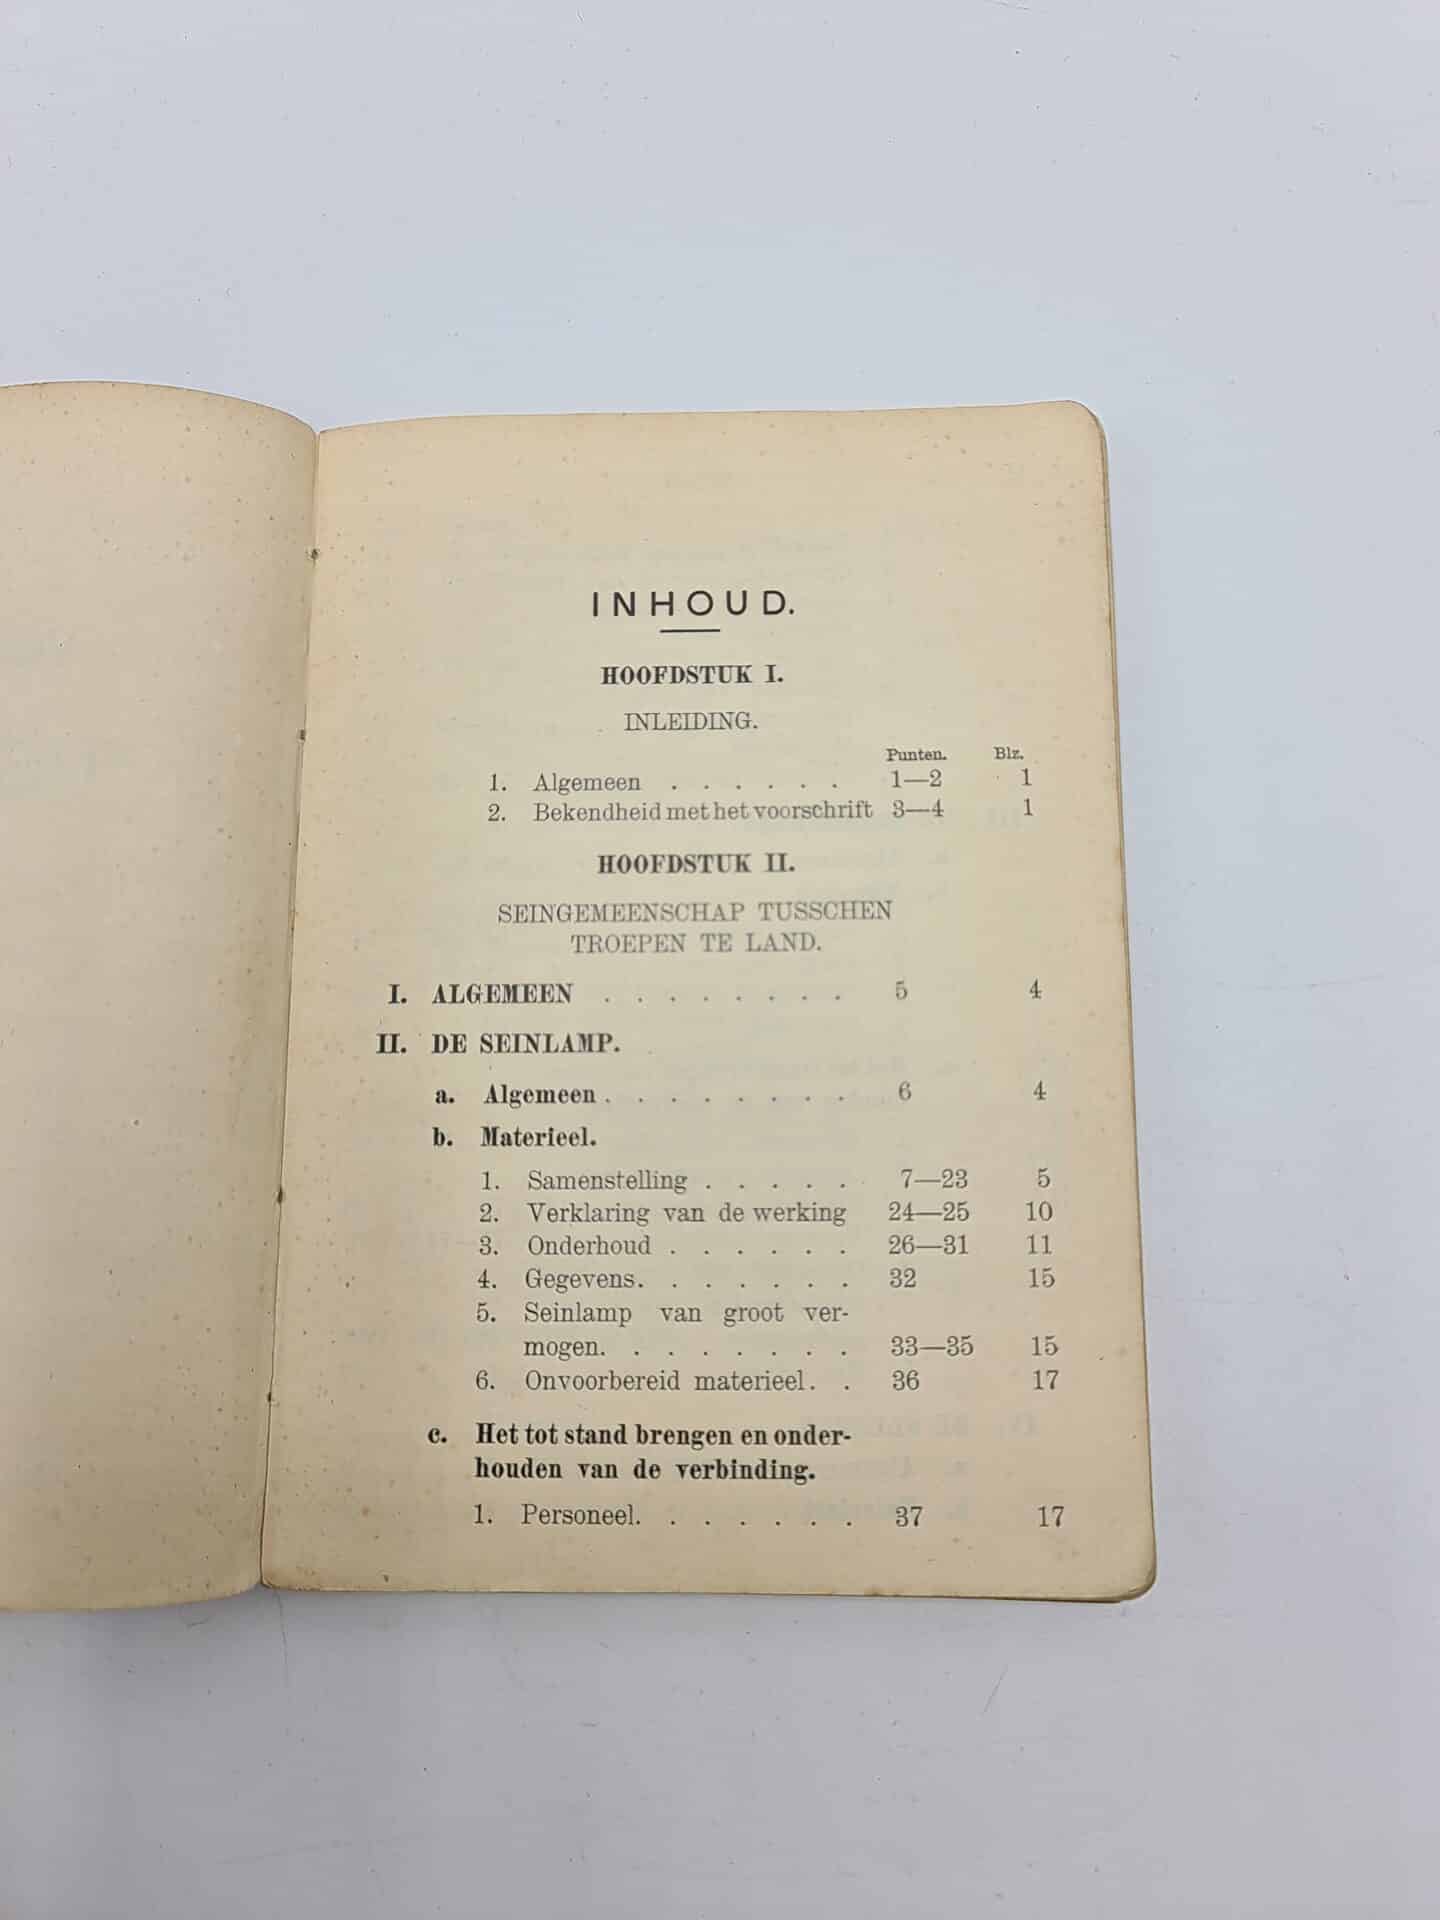 INHOUD.
HOOFDSTUK I.
INLEIDING.
Punten. Blz.
1. Algemeen . . . . . . 1—2 1
2. Bekendheid met het voorschrift 3—4 1
HOOFDSTUK II.
SEINGEMEENSCHAP TUSSCHEN
TROEPEN TE LAND.
I. ALGEMEEN . . . . . . . . 5 4
II. DE SEINLAMP.
a. Algemeen . . . . . . . . 6 4
b. Materieel.
1. Samenstelling . . . . . 7—23 5
2. Verklaring van de werking 24—25 10
3. Onderhoud . . . . . . 26—31 11
4. Gegevens. . . . . . . 32 15
5. Seinlamp van groot ver-
mogen. . . . . . . . 33—35 15
6. Onvoorbereid materieel. . 36 17
c. Het tot stand brengen en onder-
houden van de verbinding.
1. Personeel. . . . . . . 37 17